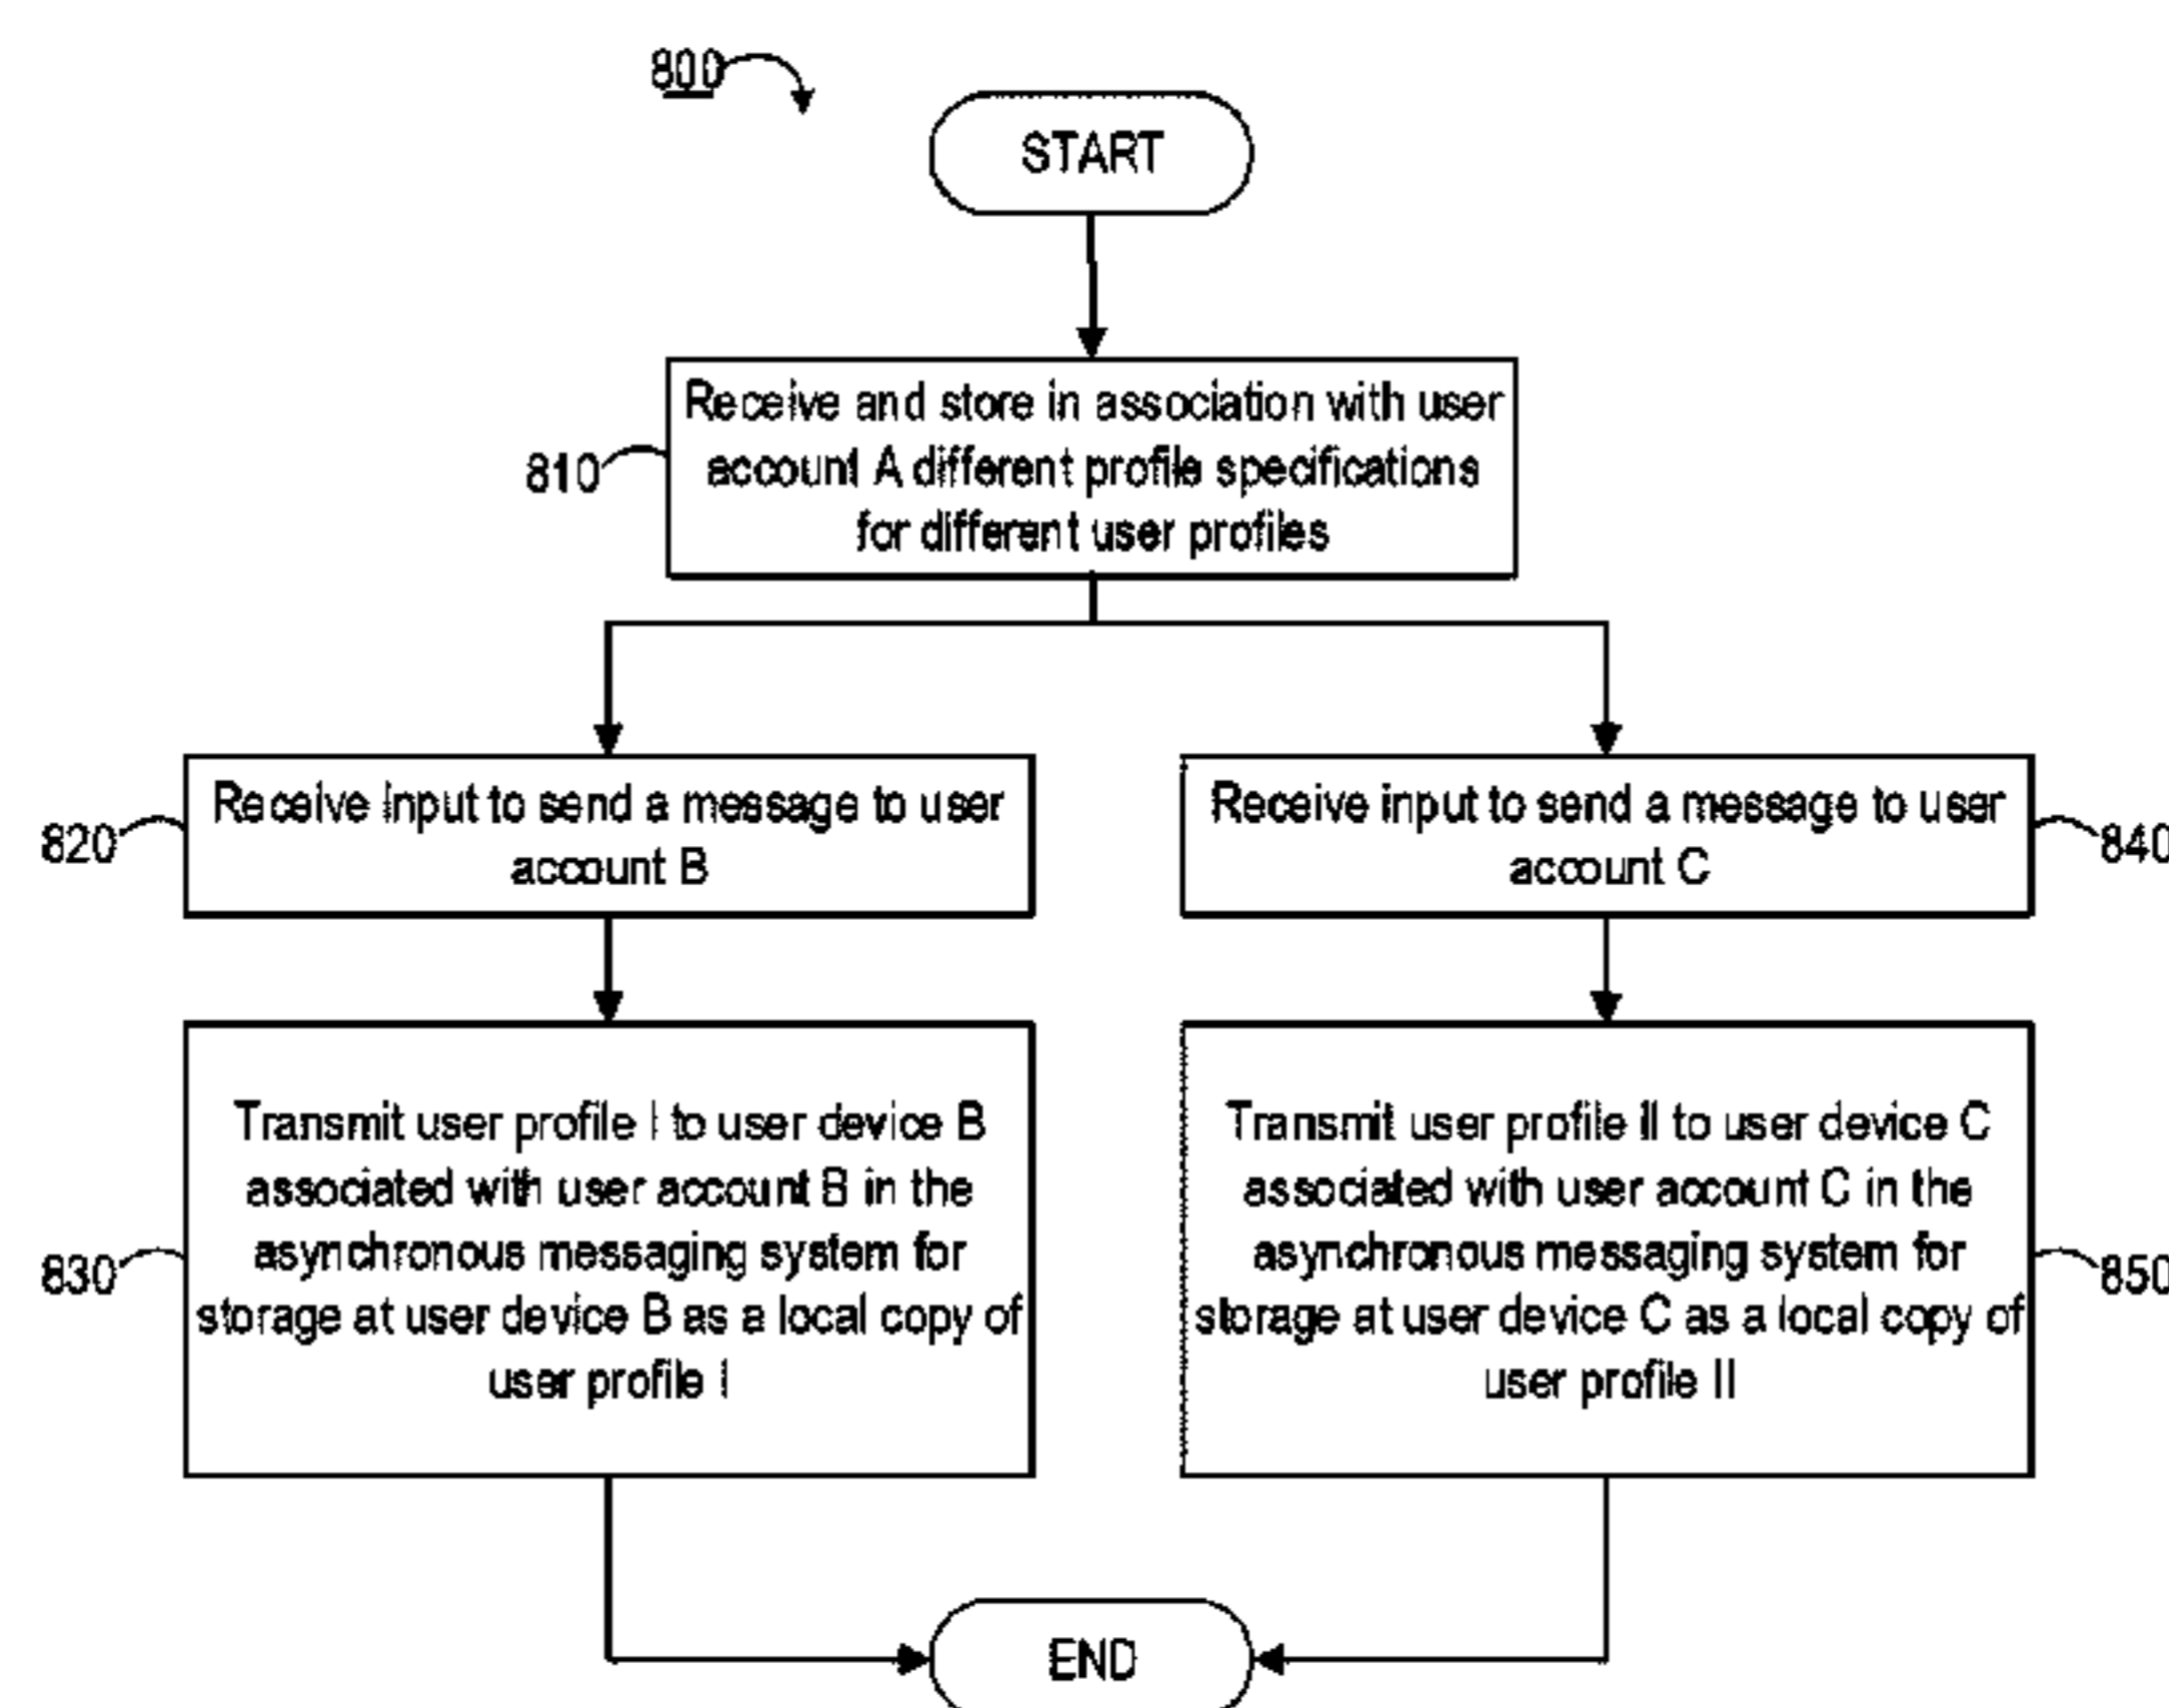 800
START
Receive and store in association with user
account A different profile specifications
for different user profiles
810
Receive input to send a message to user
account B
820
Receive input to send a message to user
account C
840
Transmit user profile I to user device B
associated with user account B in the
asynchronous messaging system for
storage at user device B as a local copy of
user profile I
830
Transmit user profile II to user device C
associated with user account C in the
asynchronous messaging system for
storage at user device C as a local copy of
user profile II
850
END